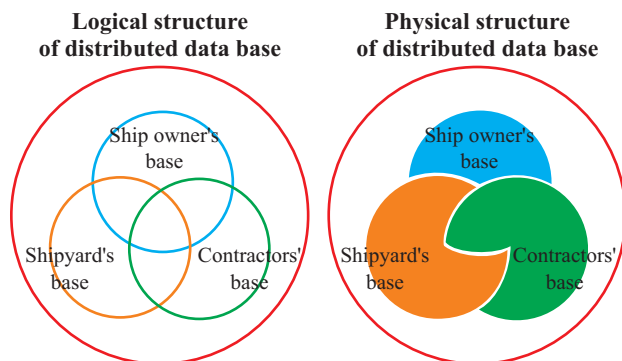 Logical structure
of distributed data base
Ship owner's
base
Shipyard's
base
Contractors'
base
Physical structure
of distributed data base
Ship owner's
base
Shipyard's
base
Contractors'
base